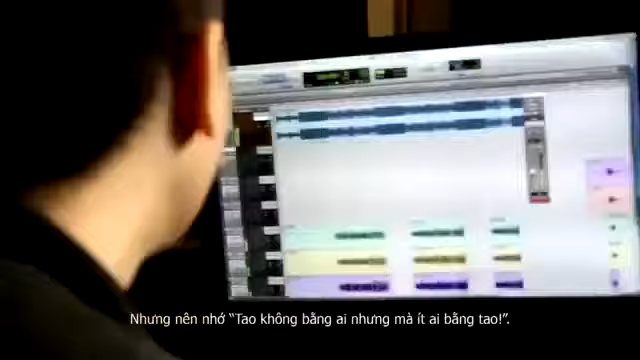 Nhưng nên nhớ “Tao không bằng ai nhưng mà ít ai bằng tao!”.